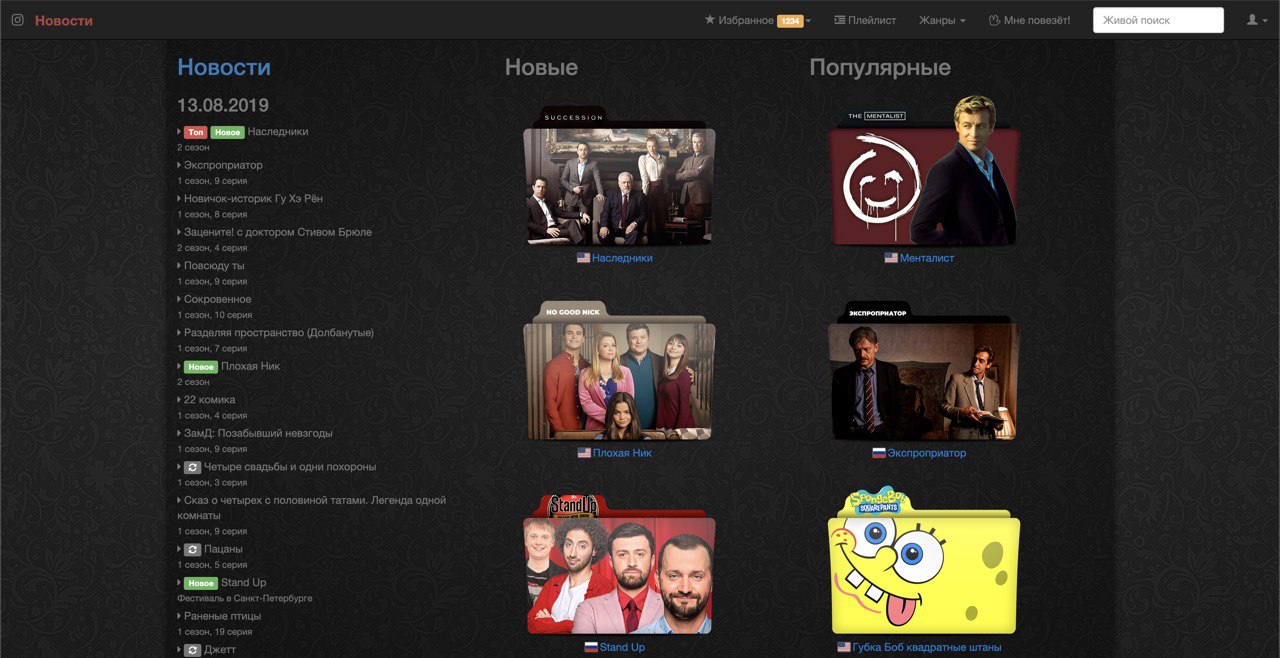 Новости
Избранное 1234
Плейлист
Жанры
Мне повезёт!
Живой поиск
Новости
13.08.2019
Топ Новое Наследники
2 сезон
Экспроприатор
1 сезон, 9 серия
Новичок-историк Гу Хэ Рён
1 сезон, 8 серия
Зацените! с доктором Стивом Брюле
2 сезон, 4 серия
Повсюду ты
1 сезон, 9 серия
Сокровенное
1 сезон, 10 серия
Разделяя пространство (Долбанутые)
1 сезон, 7 серия
Новое Плохая Ник
2 сезон
22 комика
1 сезон, 4 серия
ЗамД: Позабывший невзгоды
1 сезон, 9 серия
Четыре свадьбы и одни похороны
1 сезон, 3 серия
Сказ о четырех с половиной татами. Легенда одной
комнаты
1 сезон, 9 серия
Пацаны
1 сезон, 5 серия
Новое Stand Up
Фестиваль в Санкт-Петербурге
Раненые птицы
1 сезон, 19 серия
Джетт
Новые
SUCCESSION
Наследники
NO GOOD NICK
Плохая Ник
StandUp
Stand Up
Популярные
THE MENTALIST
Менталист
ЭКСПРОПРИАТОР
Экспроприатор
SPONGEBOB
SQUAREPANTS
Губка Боб квадратные штаны